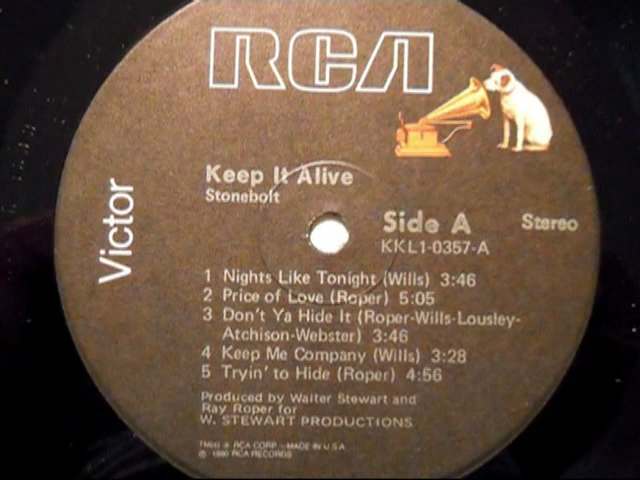 RCA
Victor
Keep It Alive
Stonebolt
Side A
Stereo
KKL1-0357-A
1 Nights Like Tonight (Wills) 3:46
2 Price of Love (Roper) 5:05
3 Don't Ya Hide It (Roper-Wills-Lousley-
Atchison-Webster) 3:46
4 Keep Me Company (Wills) 3:28
5 Tryin' to Hide (Roper) 4:56
Produced by Walter Stewart and
Ray Roper for
W. STEWART PRODUCTIONS
TM(s) ® RCA CORP.-MADE IN U.S.A.
℗ 1980 RCA RECORDS